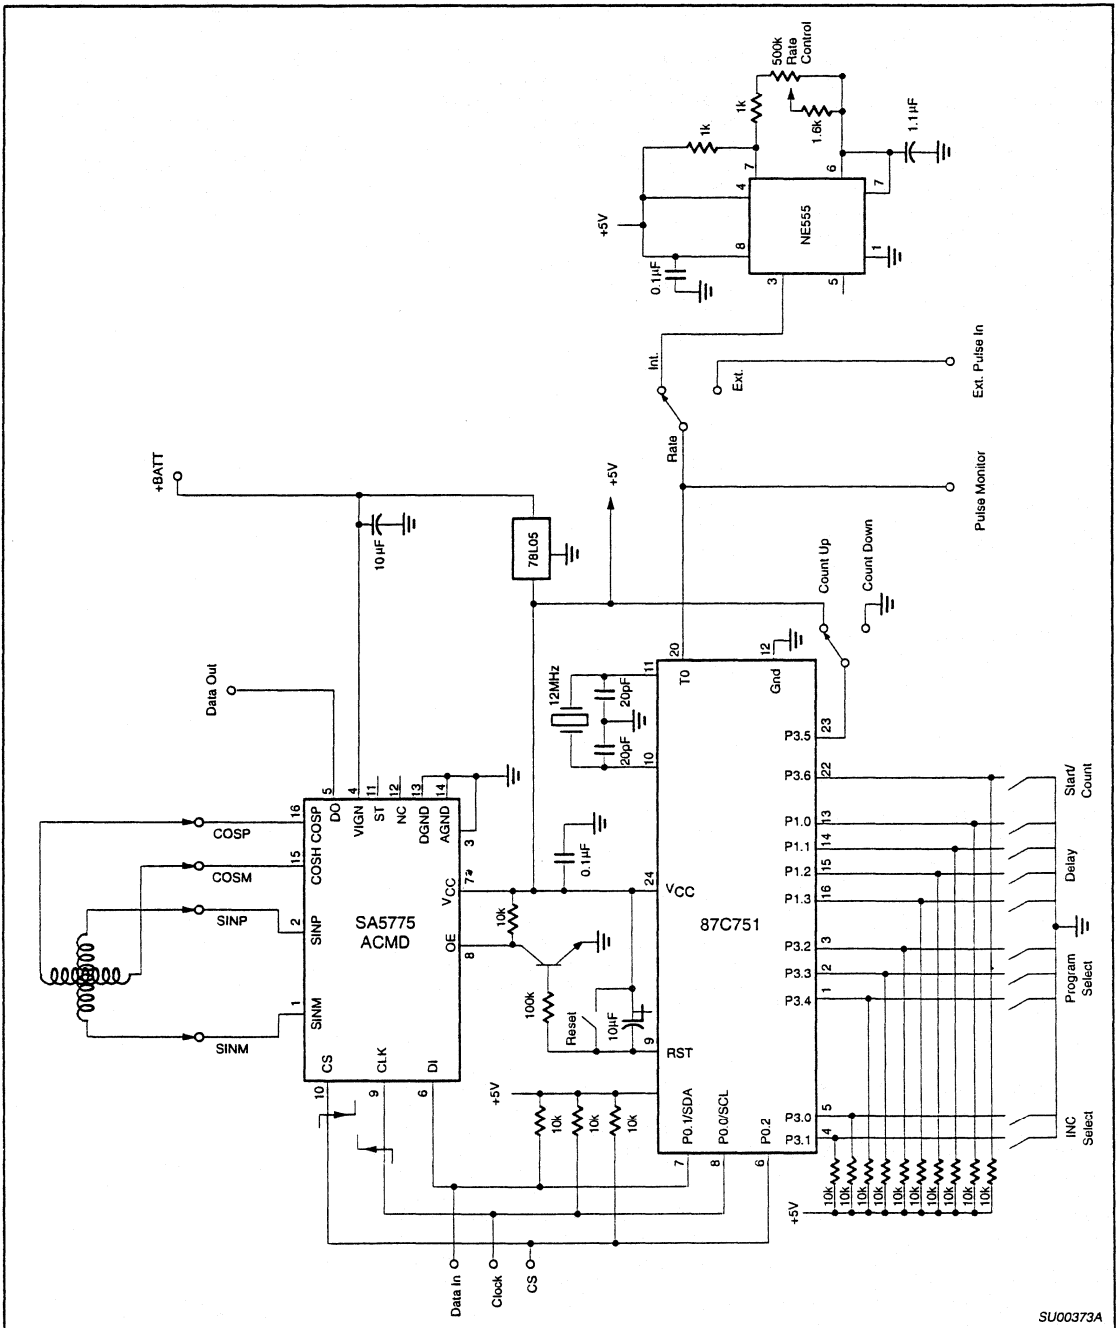 500k
Rate
Control
1k
1k
1.6k
1.1µF
7
6
4
7
NE555
8
1
3
5
+5V
0.1µF
Int.
Ext.
Rate
Ext. Pulse In
Pulse Monitor
+BATT
10µF
78L05
+5V
Count Up
Count Down
Data Out
COSP
COSM
SINP
SINM
16
COSP
15
COSH
2
SINP
1
SINM
5
DO
4
VIGN
11
ST
12
NC
13
DGND
14
AGND
3
7
VCC
8
OE
SA5775
ACMD
10
CS
9
CLK
6
DI
12MHz
20pF
20pF
0.1µF
10k
100k
Reset
10µF
+5V
10k
10k
10k
87C751
11
10
20
T0
12
Gnd
24
VCC
9
RST
7
P0.1/SDA
8
P0.0/SCL
6
P0.2
P3.5
23
P3.6
22
P1.0
13
P1.1
14
P1.2
15
P1.3
16
P3.2
3
P3.3
2
P3.4
1
P3.0
5
P3.1
4
Start/
Count
Delay
Program
Select
INC
Select
10k
10k
10k
10k
10k
10k
10k
10k
10k
10k
+5V
Data In
Clock
CS
SU00373A